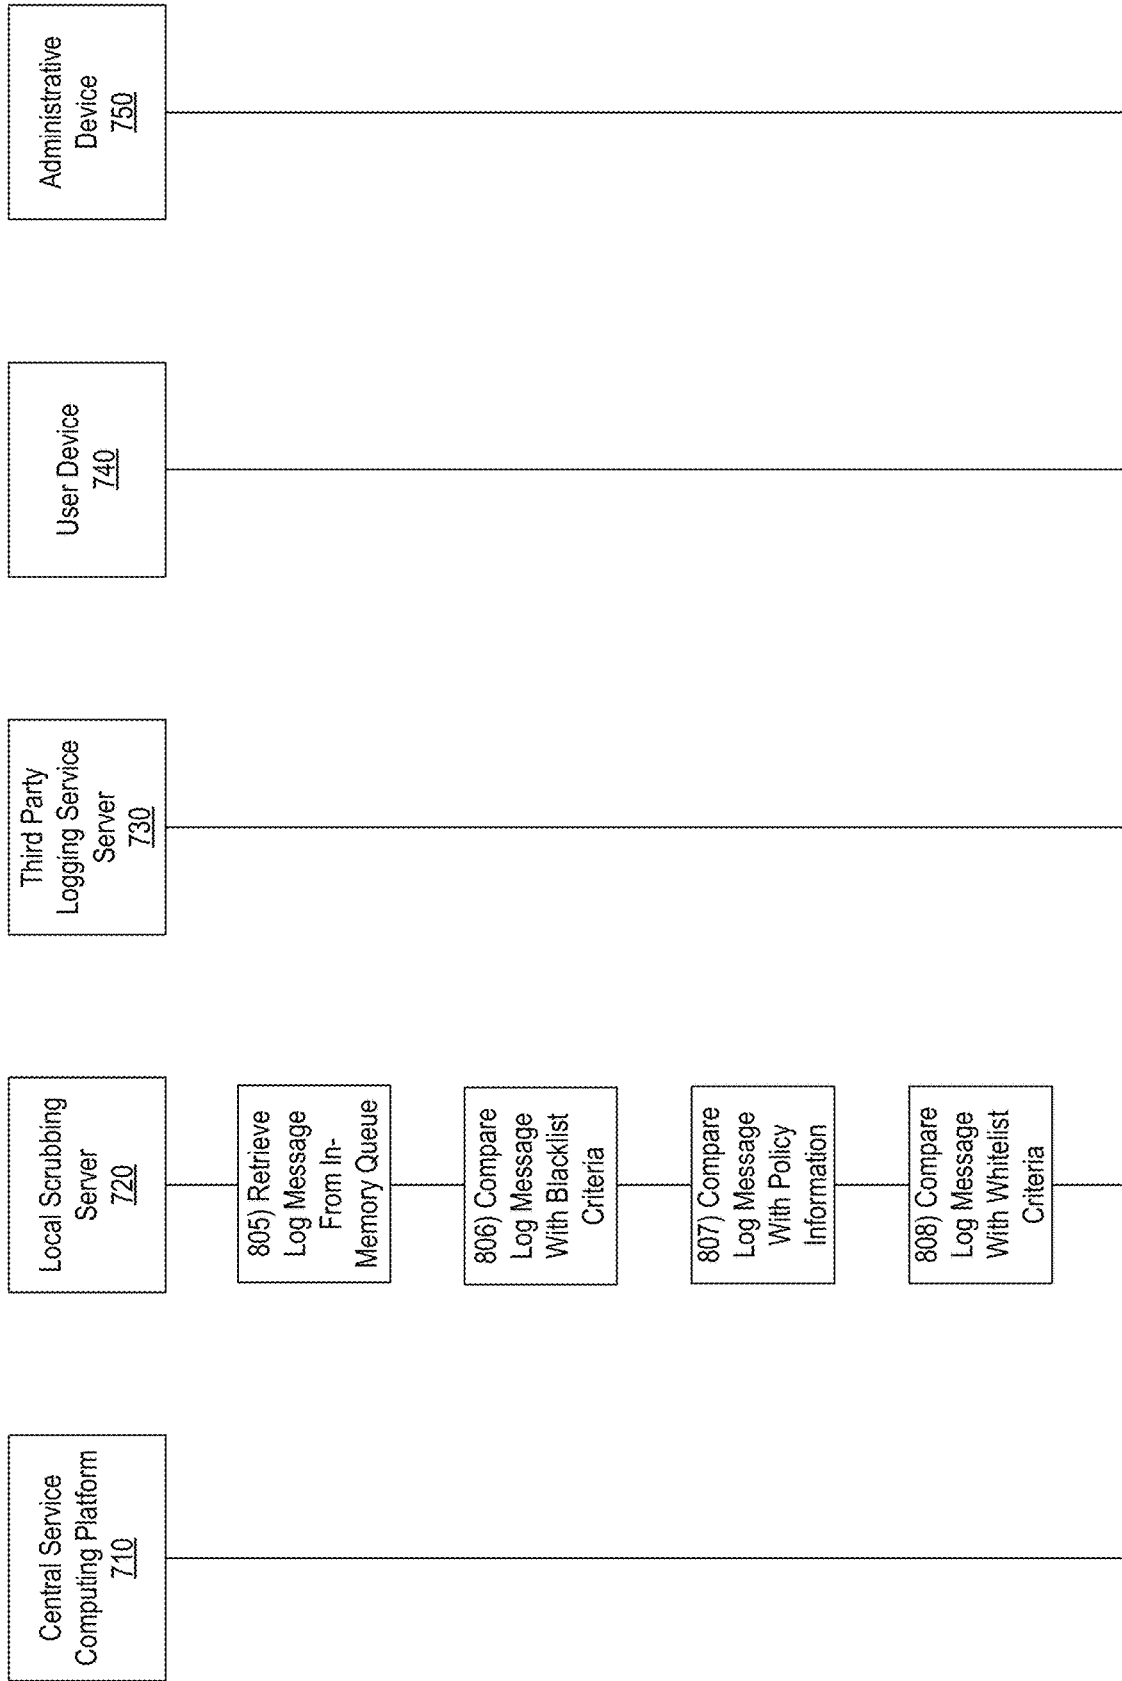 Central Service
Computing Platform
710
Local Scrubbing
Server
720
Third Party
Logging Service
Server
730
User Device
740
Administrative
Device
750
805) Retrieve
Log Message
From In-
Memory Queue
806) Compare
Log Message
With Blacklist
Criteria
807) Compare
Log Message
With Policy
Information
808) Compare
Log Message
With Whitelist
Criteria